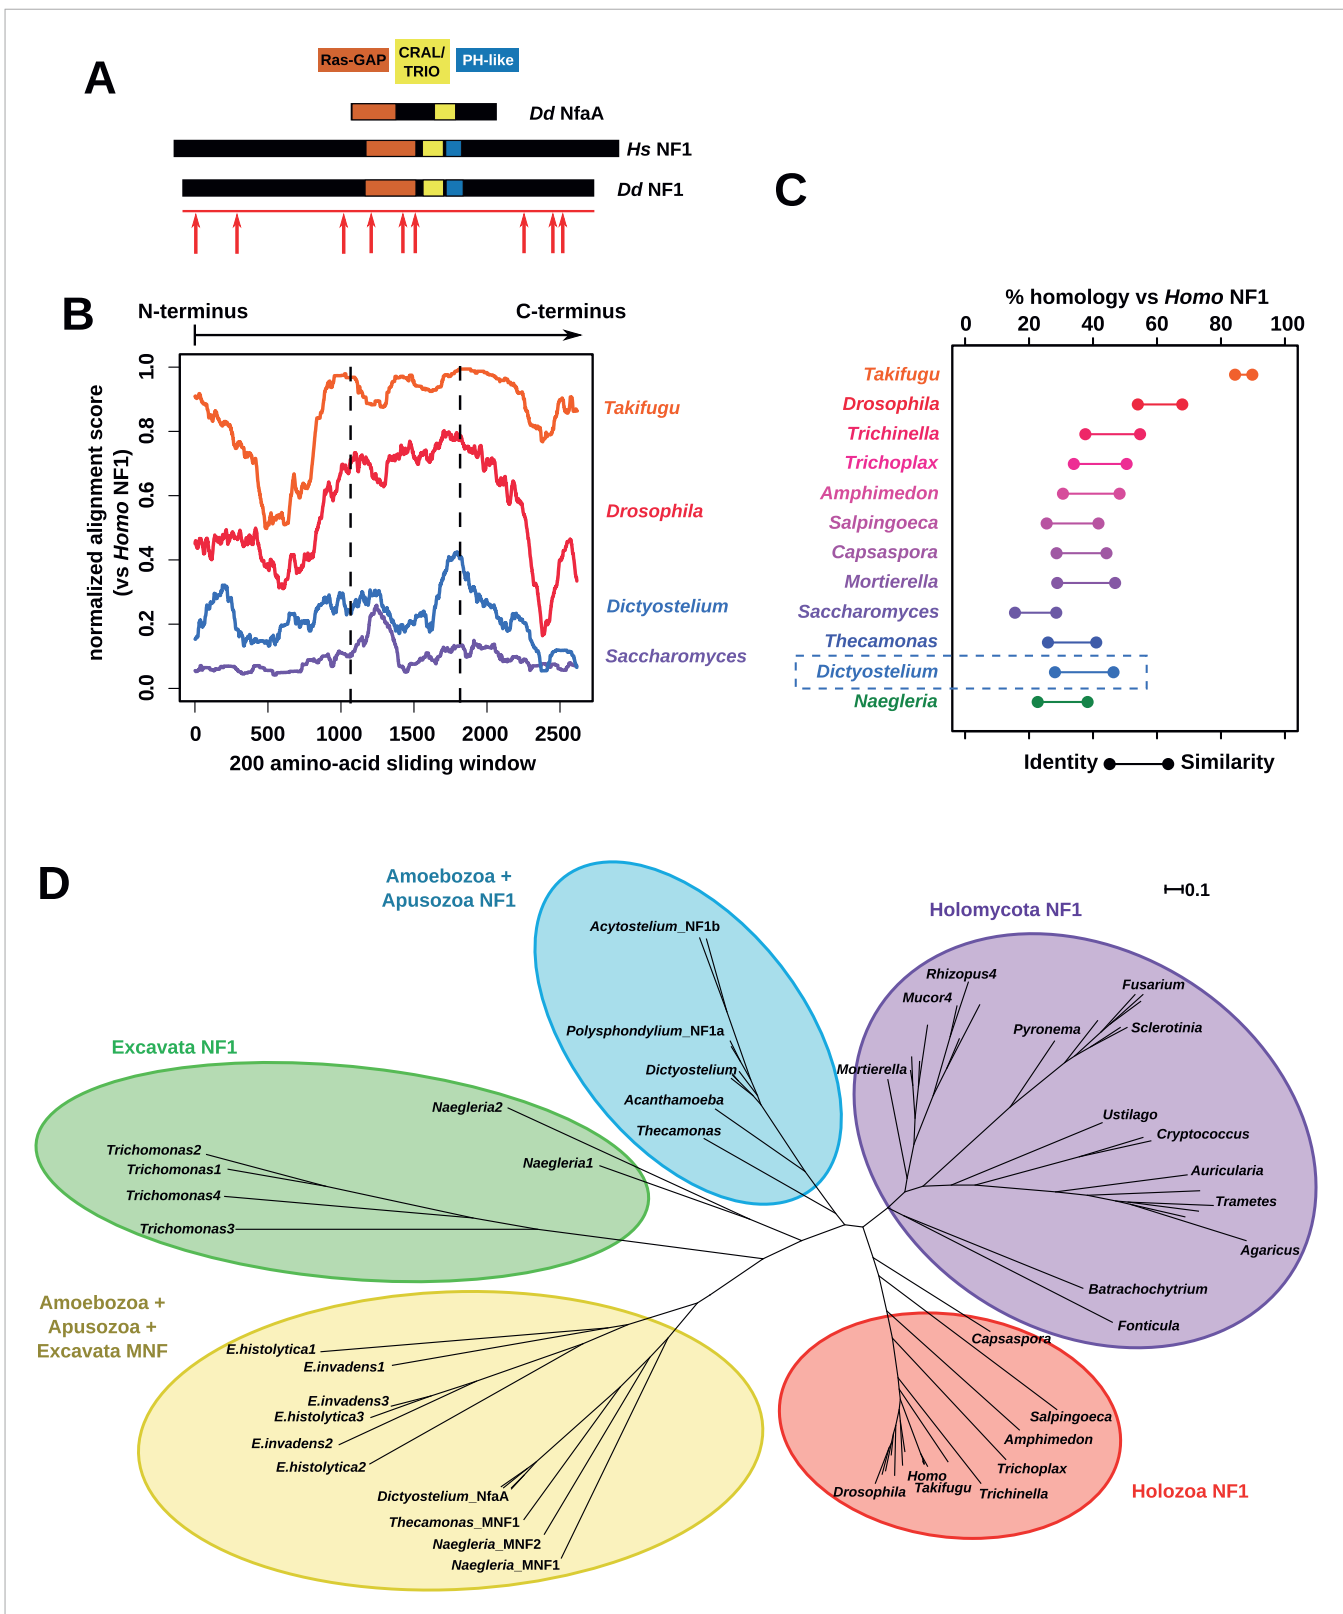 A
Ras-GAP
CRAL/
TRIO
PH-like
Dd NfaA
Hs NF1
Dd NF1
B
N-terminus
C-terminus
normalized alignment score
(vs Homo NF1)
1.0
0.8
0.6
0.4
0.2
0.0
Takifugu
Drosophila
Dictyostelium
Saccharomyces
0 500 1000 1500 2000 2500
200 amino-acid sliding window
C
% homology vs Homo NF1
0 20 40 60 80 100
Takifugu
Drosophila
Trichinella
Trichoplax
Amphimedon
Salpingoeca
Capsaspora
Mortierella
Saccharomyces
Thecamonas
Dictyostelium
Naegleria
Identity Similarity
D
Amoebozoa +
Apusozoa NF1
Acytostelium_NF1b
Polysphondylium_NF1a
Dictyostelium
Acanthamoeba
Thecamonas
0.1
Holomycota NF1
Rhizopus4
Mucor4
Mortierella
Pyronema
Fusarium
Sclerotinia
Ustilago
Cryptococcus
Auricularia
Trametes
Agaricus
Batrachochytrium
Fonticula
Excavata NF1
Naegleria2
Naegleria1
Trichomonas2
Trichomonas1
Trichomonas4
Trichomonas3
Amoebozoa +
Apusozoa +
Excavata MNF
E.histolytica1
E.invadens1
E.invadens3
E.histolytica3
E.invadens2
E.histolytica2
Dictyostelium_NfaA
Thecamonas_MNF1
Naegleria_MNF2
Naegleria_MNF1
Capsaspora
Salpingoeca
Amphimedon
Trichoplax
Trichinella
Homo
Takifugu
Drosophila
Holozoa NF1